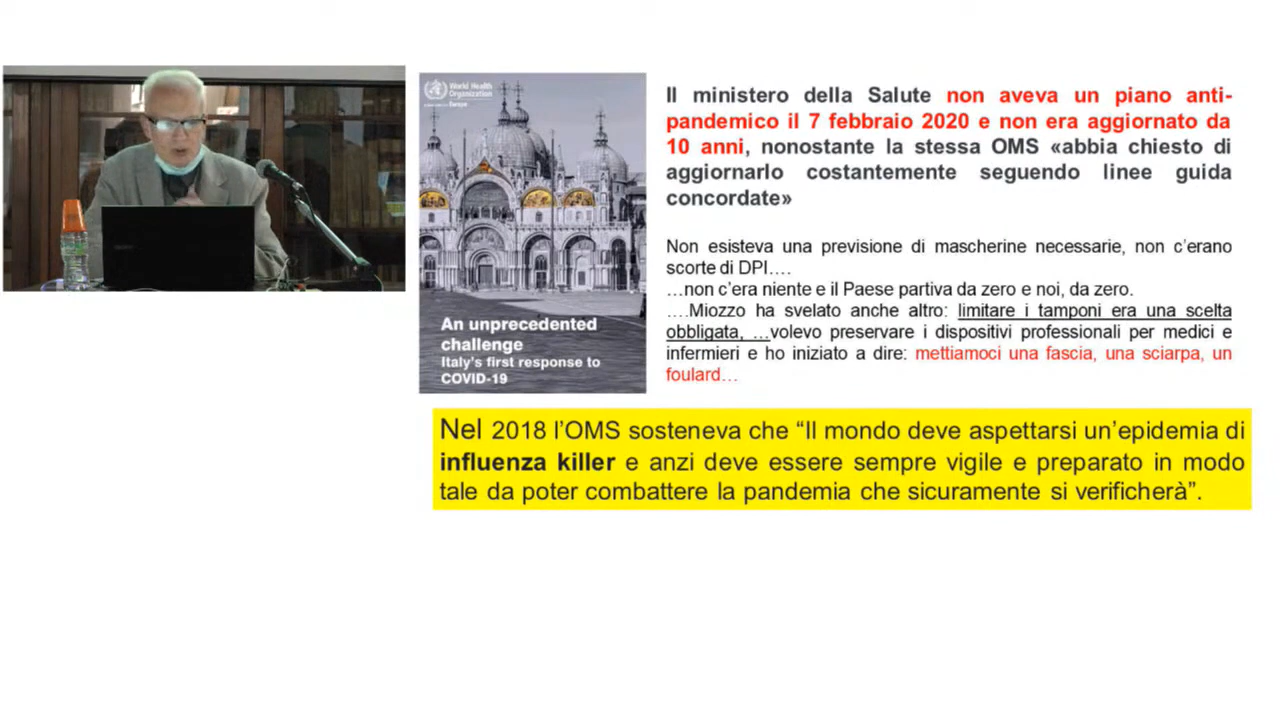 World Health
Organization
Europe
An unprecedented
challenge
Italy's first response to
COVID-19
Il ministero della Salute non aveva un piano anti-
pandemico il 7 febbraio 2020 e non era aggiornato da
10 anni, nonostante la stessa OMS «abbia chiesto di
aggiornarlo costantemente seguendo linee guida
concordate»
Non esisteva una previsione di mascherine necessarie, non c'erano
scorte di DPI….
…non c'era niente e il Paese partiva da zero e noi, da zero.
….Miozzo ha svelato anche altro: limitare i tamponi era una scelta
obbligata, …volevo preservare i dispositivi professionali per medici e
infermieri e ho iniziato a dire: mettiamoci una fascia, una sciarpa, un
foulard…
Nel 2018 l'OMS sosteneva che “Il mondo deve aspettarsi un'epidemia di
influenza killer e anzi deve essere sempre vigile e preparato in modo
tale da poter combattere la pandemia che sicuramente si verificherà”.